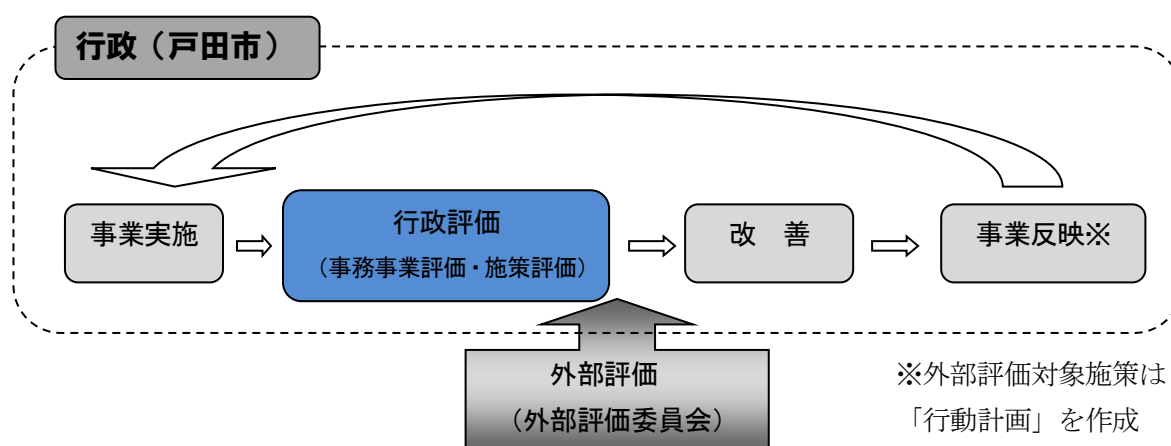 行政（戸田市）
事業実施
行政評価
（事務事業評価・施策評価）
改　善
事業反映※
外部評価
（外部評価委員会）
※外部評価対象施策は
「行動計画」を作成